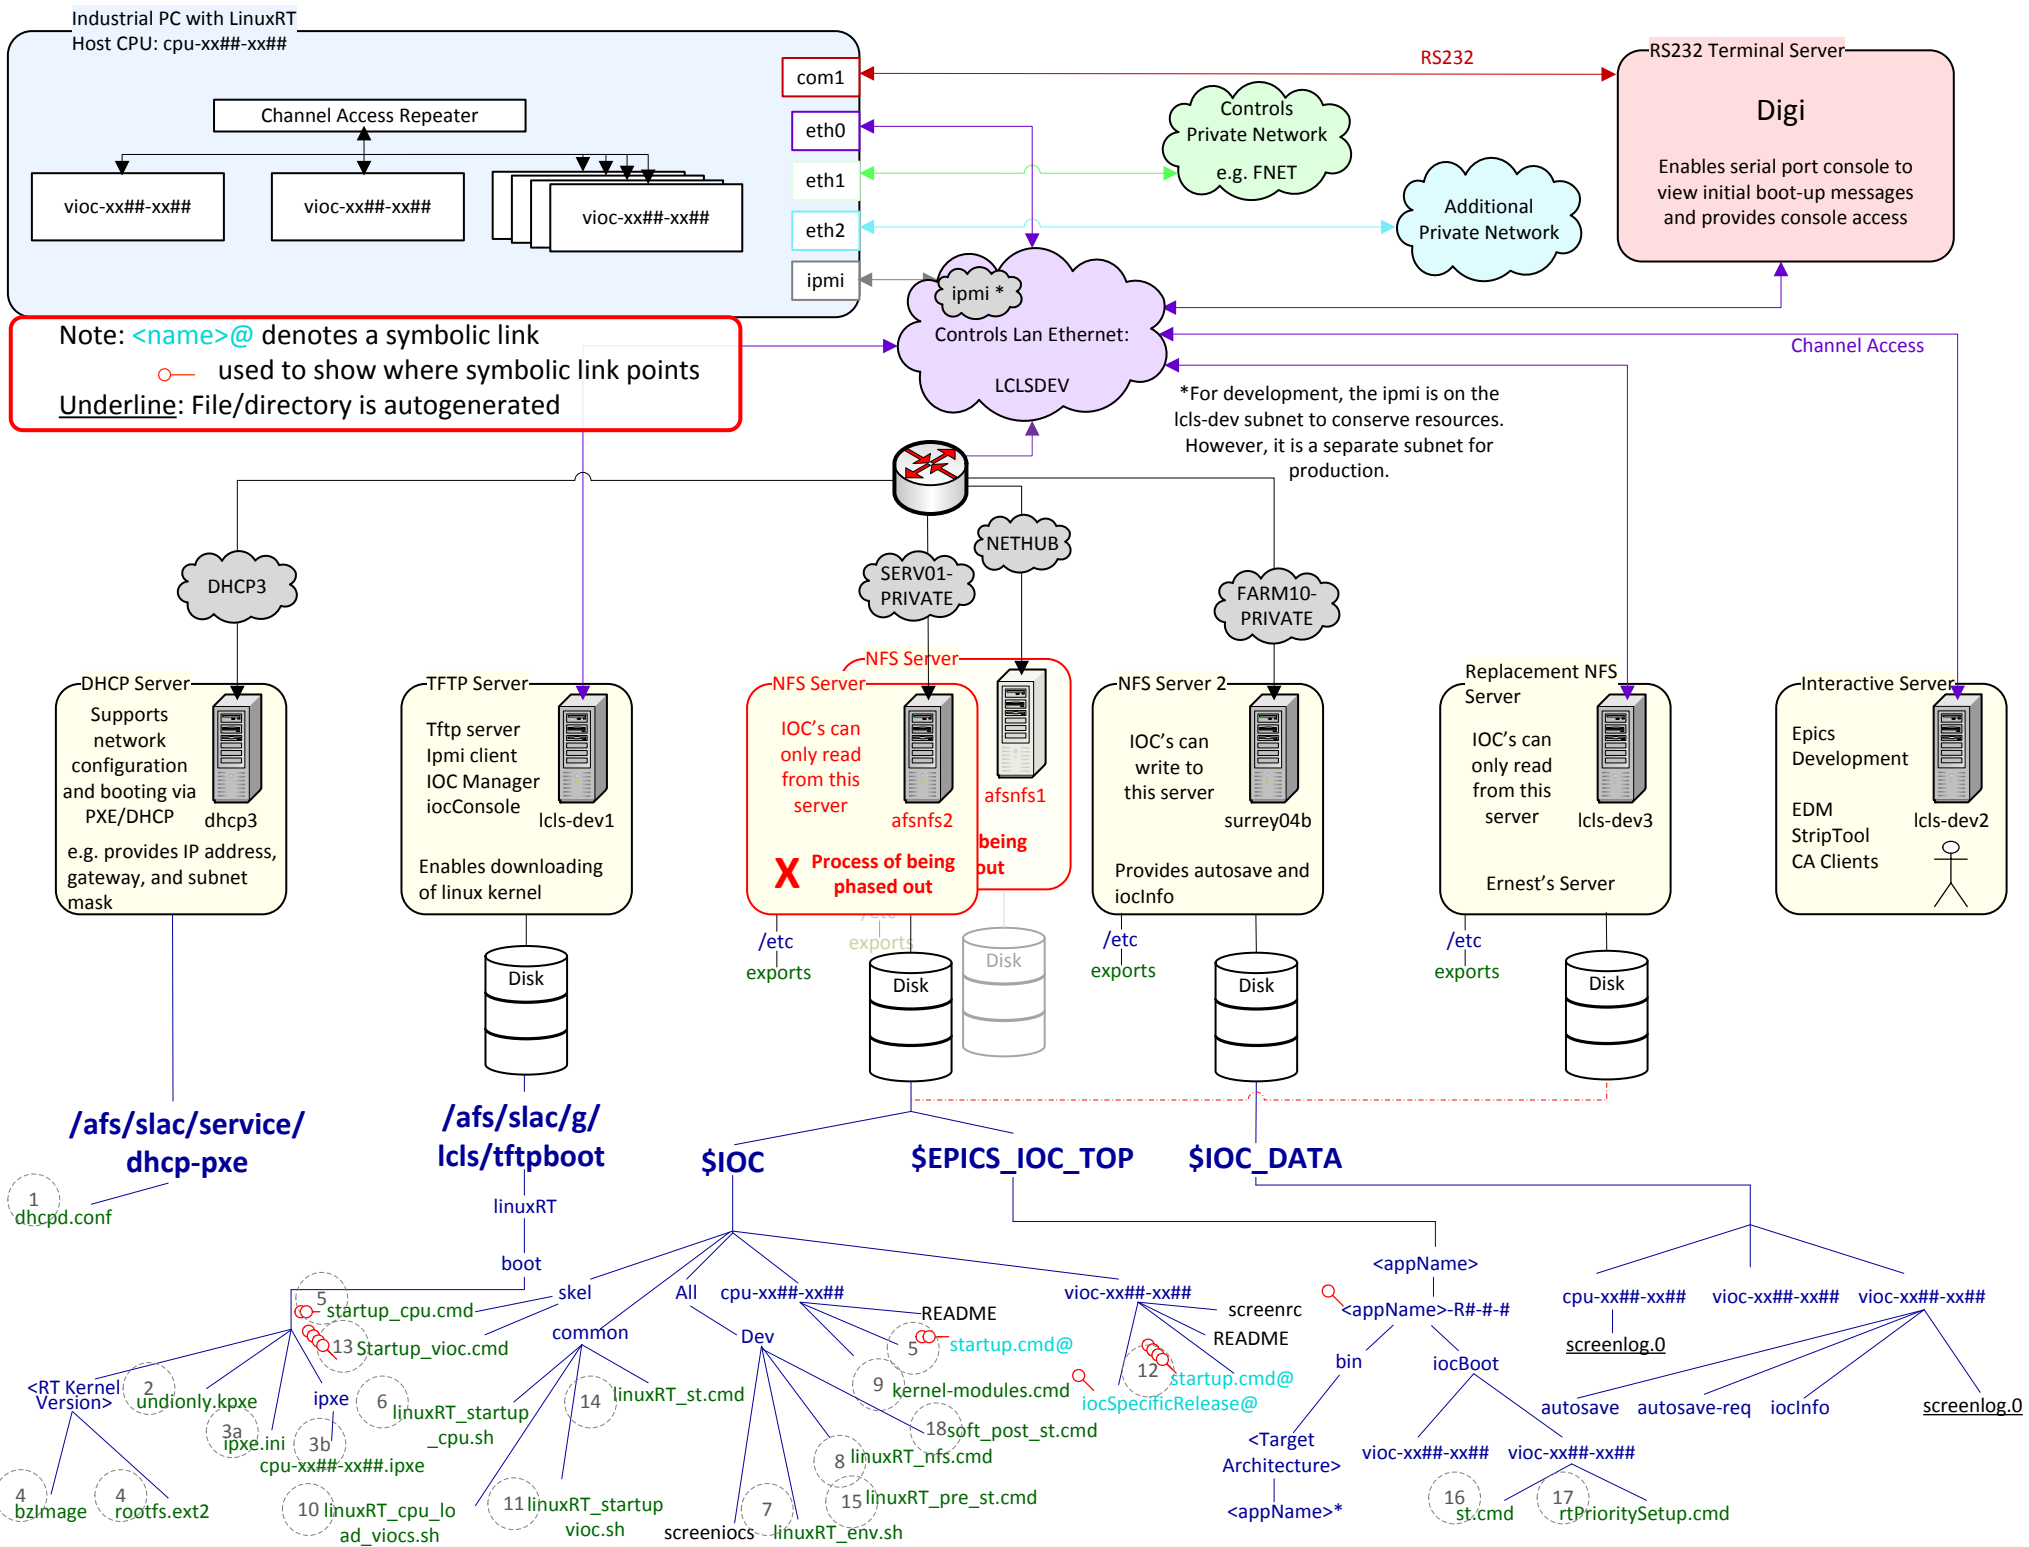 Industrial PC with LinuxRT
Host CPU: cpu-xx##-xx##
Channel Access Repeater
vioc-xx##-xx##
vioc-xx##-xx##
vioc-xx##-xx##
com1
eth0
eth1
eth2
ipmi
RS232
Controls
Private Network
e.g. FNET
Additional
Private Network
RS232 Terminal Server
Digi
Enables serial port console to
view initial boot-up messages
and provides console access
Note: <name>@ denotes a symbolic link
used to show where symbolic link points
Underline: File/directory is autogenerated
ipmi *
Controls Lan Ethernet:
LCLSDEV
Channel Access
*For development, the ipmi is on the
lcls-dev subnet to conserve resources.
However, it is a separate subnet for
production.
DHCP3
SERV01-
PRIVATE
NETHUB
FARM10-
PRIVATE
DHCP Server
Supports
network
configuration
and booting via
PXE/DHCP
dhcp3
e.g. provides IP address,
gateway, and subnet
mask
TFTP Server
Tftp server
Ipmi client
IOC Manager
iocConsole
lcls-dev1
Enables downloading
of linux kernel
NFS Server
afsnfs1
being
out
NFS Server
IOC's can
only read
from this
server
afsnfs2
X
Process of being
phased out
NFS Server 2
IOC's can
write to
this server
surrey04b
Provides autosave and
iocInfo
Replacement NFS
Server
IOC's can
only read
from this
server
lcls-dev3
Ernest's Server
Interactive Server
Epics
Development
EDM
StripTool
CA Clients
lcls-dev2
/etc
exports
/etc
exports
/etc
exports
/etc
exports
Disk
Disk
Disk
Disk
Disk
/afs/slac/service/
dhcp-pxe
/afs/slac/g/
lcls/tftpboot
$IOC
$EPICS_IOC_TOP
$IOC_DATA
1
dhcpd.conf
linuxRT
boot
5
startup_cpu.cmd
13
Startup_vioc.cmd
<RT Kernel
Version>
2
undionly.kpxe
3a
ipxe.ini
ipxe
3b
cpu-xx##-xx##.ipxe
4
bzImage
4
rootfs.ext2
skel
common
6
linuxRT_startup
_cpu.sh
14
linuxRT_st.cmd
10
linuxRT_cpu_lo
ad_viocs.sh
11
linuxRT_startup
vioc.sh
All
Dev
screeniocs
7
linuxRT_env.sh
8
linuxRT_nfs.cmd
15
linuxRT_pre_st.cmd
18
soft_post_st.cmd
cpu-xx##-xx##
README
5
startup.cmd@
9
kernel-modules.cmd
vioc-xx##-xx##
screenrc
README
12
startup.cmd@
iocSpecificRelease@
<appName>
<appName>-R#-#-#
bin
iocBoot
<Target
Architecture>
<appName>*
vioc-xx##-xx##
vioc-xx##-xx##
16
st.cmd
17
rtPrioritySetup.cmd
cpu-xx##-xx##
vioc-xx##-xx##
vioc-xx##-xx##
screenlog.0
autosave
autosave-req
iocInfo
screenlog.0